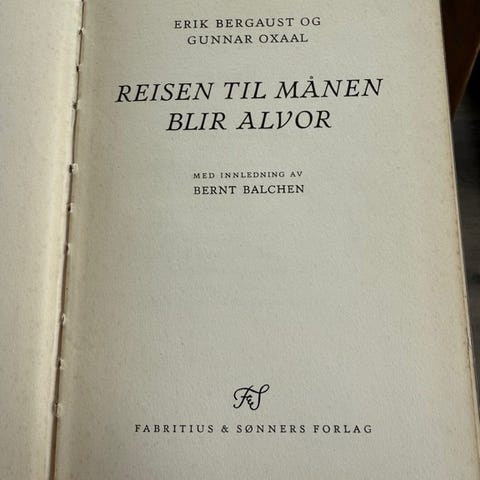 ERIK BERGAUST OG
GUNNAR OXAAL
REISEN TIL MÅNEN
BLIR ALVOR
MED INNLEDNING AV
BERNT BALCHEN
F&S
FABRITIUS & SØNNERS FORLAG